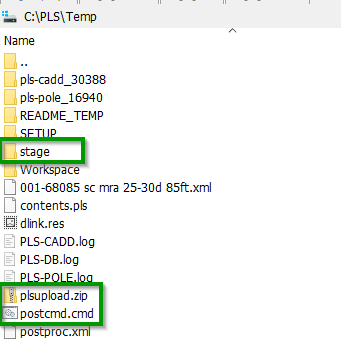 C:\PLS\Temp
Name
..
pls-cadd_30388
pls-pole_16940
README_TEMP
SETUP
stage
Workspace
001-68085 sc mra 25-30d 85ft.xml
contents.pls
dlink.src
PLS-CADD.log
PLS-DB.log
PLS-POLE.log
plsupload.zip
postcmd.cmd
postproc.xml